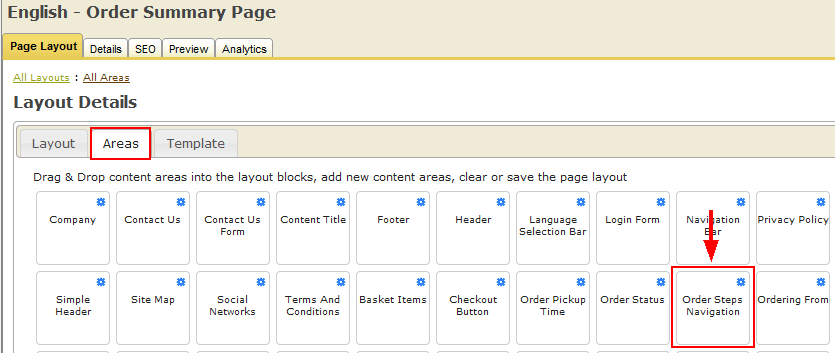 English - Order Summary Page
Page Layout Details SEO Preview Analytics
All Layouts : All Areas
Layout Details
Layout Areas Template
Drag & Drop content areas into the layout blocks, add new content areas, clear or save the page layout
Company
Contact Us
Contact Us
Form
Content Title
Footer
Header
Language
Selection Bar
Login Form
Navigation
Bar
Privacy Policy
Simple
Header
Site Map
Social
Networks
Terms And
Conditions
Basket Items
Checkout
Button
Order Pickup
Time
Order Status
Order Steps
Navigation
Ordering From